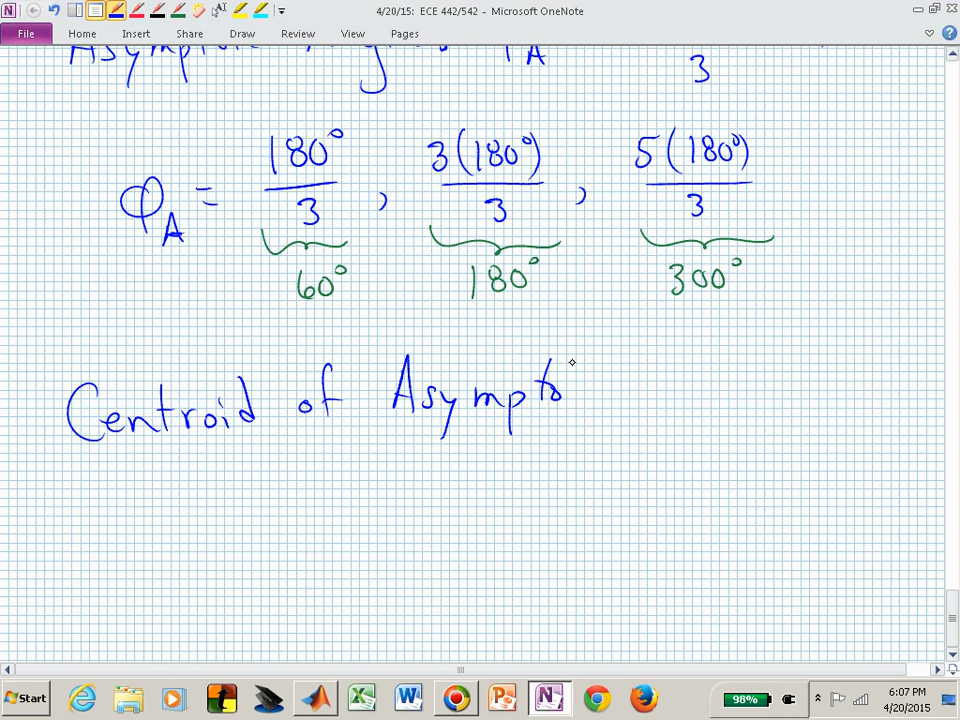 4/20/15: ECE 442/542 - Microsoft OneNote
File Home Insert Share Draw Review View Pages
A
3
φA = 180°/3 , 3(180°)/3 , 5(180°)/3
60° 180° 300°
Centroid of Asympto
Start
98%
6:07 PM
4/20/2015